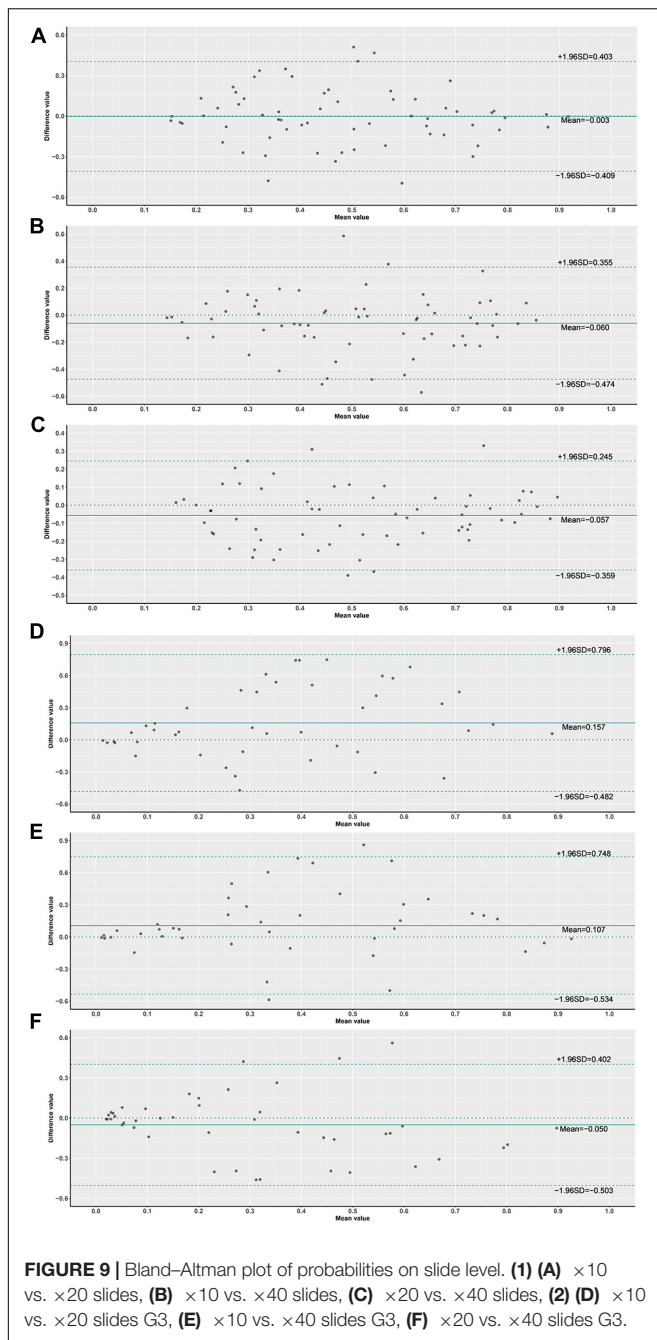 A
+1.96SD=0.403
Mean=−0.003
−1.96SD=−0.409
Difference value
0.6
0.3
0.0
−0.3
−0.6
0.0 0.1 0.2 0.3 0.4 0.5 0.6 0.7 0.8 0.9 1.0
Mean value
B
+1.96SD=0.355
Mean=−0.060
−1.96SD=−0.474
Difference value
0.6
0.4
0.2
0.0
−0.2
−0.4
−0.6
0.0 0.1 0.2 0.3 0.4 0.5 0.6 0.7 0.8 0.9 1.0
Mean value
C
+1.96SD=0.245
Mean=−0.057
−1.96SD=−0.359
Difference value
0.4
0.3
0.2
0.1
0.0
−0.1
−0.2
−0.3
−0.4
−0.5
0.0 0.1 0.2 0.3 0.4 0.5 0.6 0.7 0.8 0.9 1.0
Mean value
D
+1.96SD=0.796
Mean=0.157
−1.96SD=−0.482
Difference value
0.9
0.6
0.3
0.0
−0.3
−0.6
0.0 0.1 0.2 0.3 0.4 0.5 0.6 0.7 0.8 0.9 1.0
Mean value
E
+1.96SD=0.748
Mean=0.107
−1.96SD=−0.534
Difference value
0.9
0.6
0.3
0.0
−0.3
−0.6
0.0 0.1 0.2 0.3 0.4 0.5 0.6 0.7 0.8 0.9 1.0
Mean value
F
+1.96SD=0.402
Mean=−0.050
−1.96SD=−0.503
Difference value
0.6
0.3
0.0
−0.3
−0.6
0.0 0.1 0.2 0.3 0.4 0.5 0.6 0.7 0.8 0.9 1.0
Mean value
FIGURE 9 | Bland–Altman plot of probabilities on slide level. (1) (A) ×10
vs. ×20 slides, (B) ×10 vs. ×40 slides, (C) ×20 vs. ×40 slides, (2) (D) ×10
vs. ×20 slides G3, (E) ×10 vs. ×40 slides G3, (F) ×20 vs. ×40 slides G3.